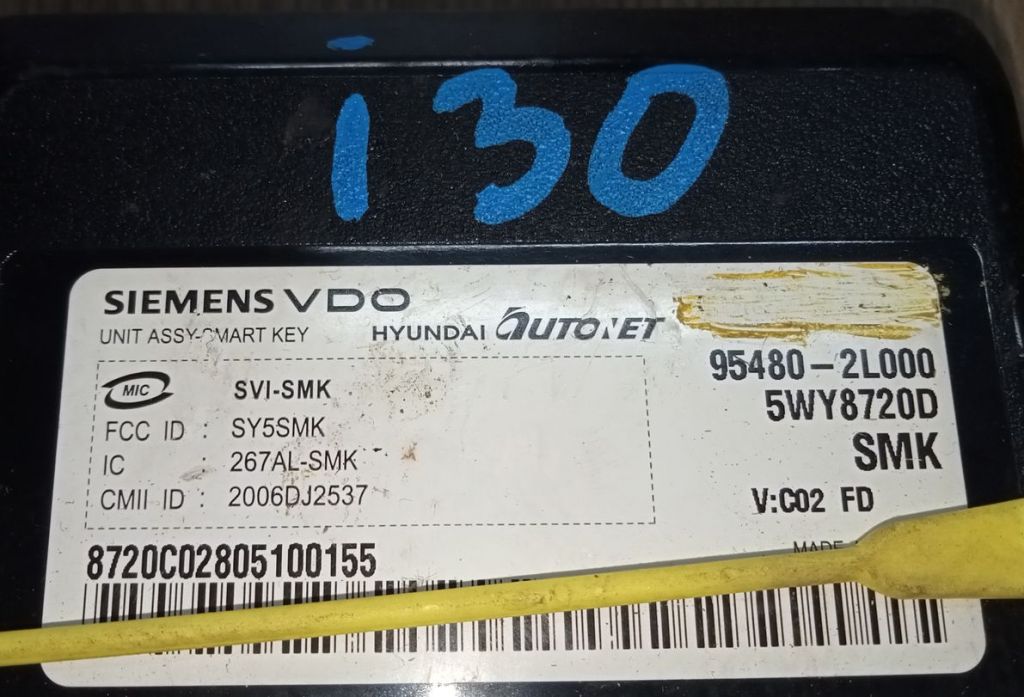 i30
SIEMENS VDO
UNIT ASSY-SMART KEY
HYUNDAI AUTONET
95480-2L000
5WY8720D
SMK
V:C02 FD
MIC SVI-SMK
FCC ID : SY5SMK
IC : 267AL-SMK
CMII ID : 2006DJ2537
8720C02805100155
MADE